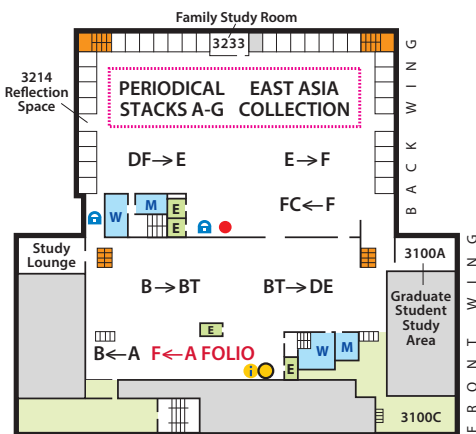 Family Study Room
3233
3214
Reflection
Space
PERIODICAL
STACKS A-G
EAST ASIA
COLLECTION
BACK WING
DF→E
E→F
FC←F
W
M
E
E
Study
Lounge
3100A
B→BT
BT→DE
Graduate
Student
Study
Area
FRONT WING
E
B←A
F←A FOLIO
i
E
W
M
3100C